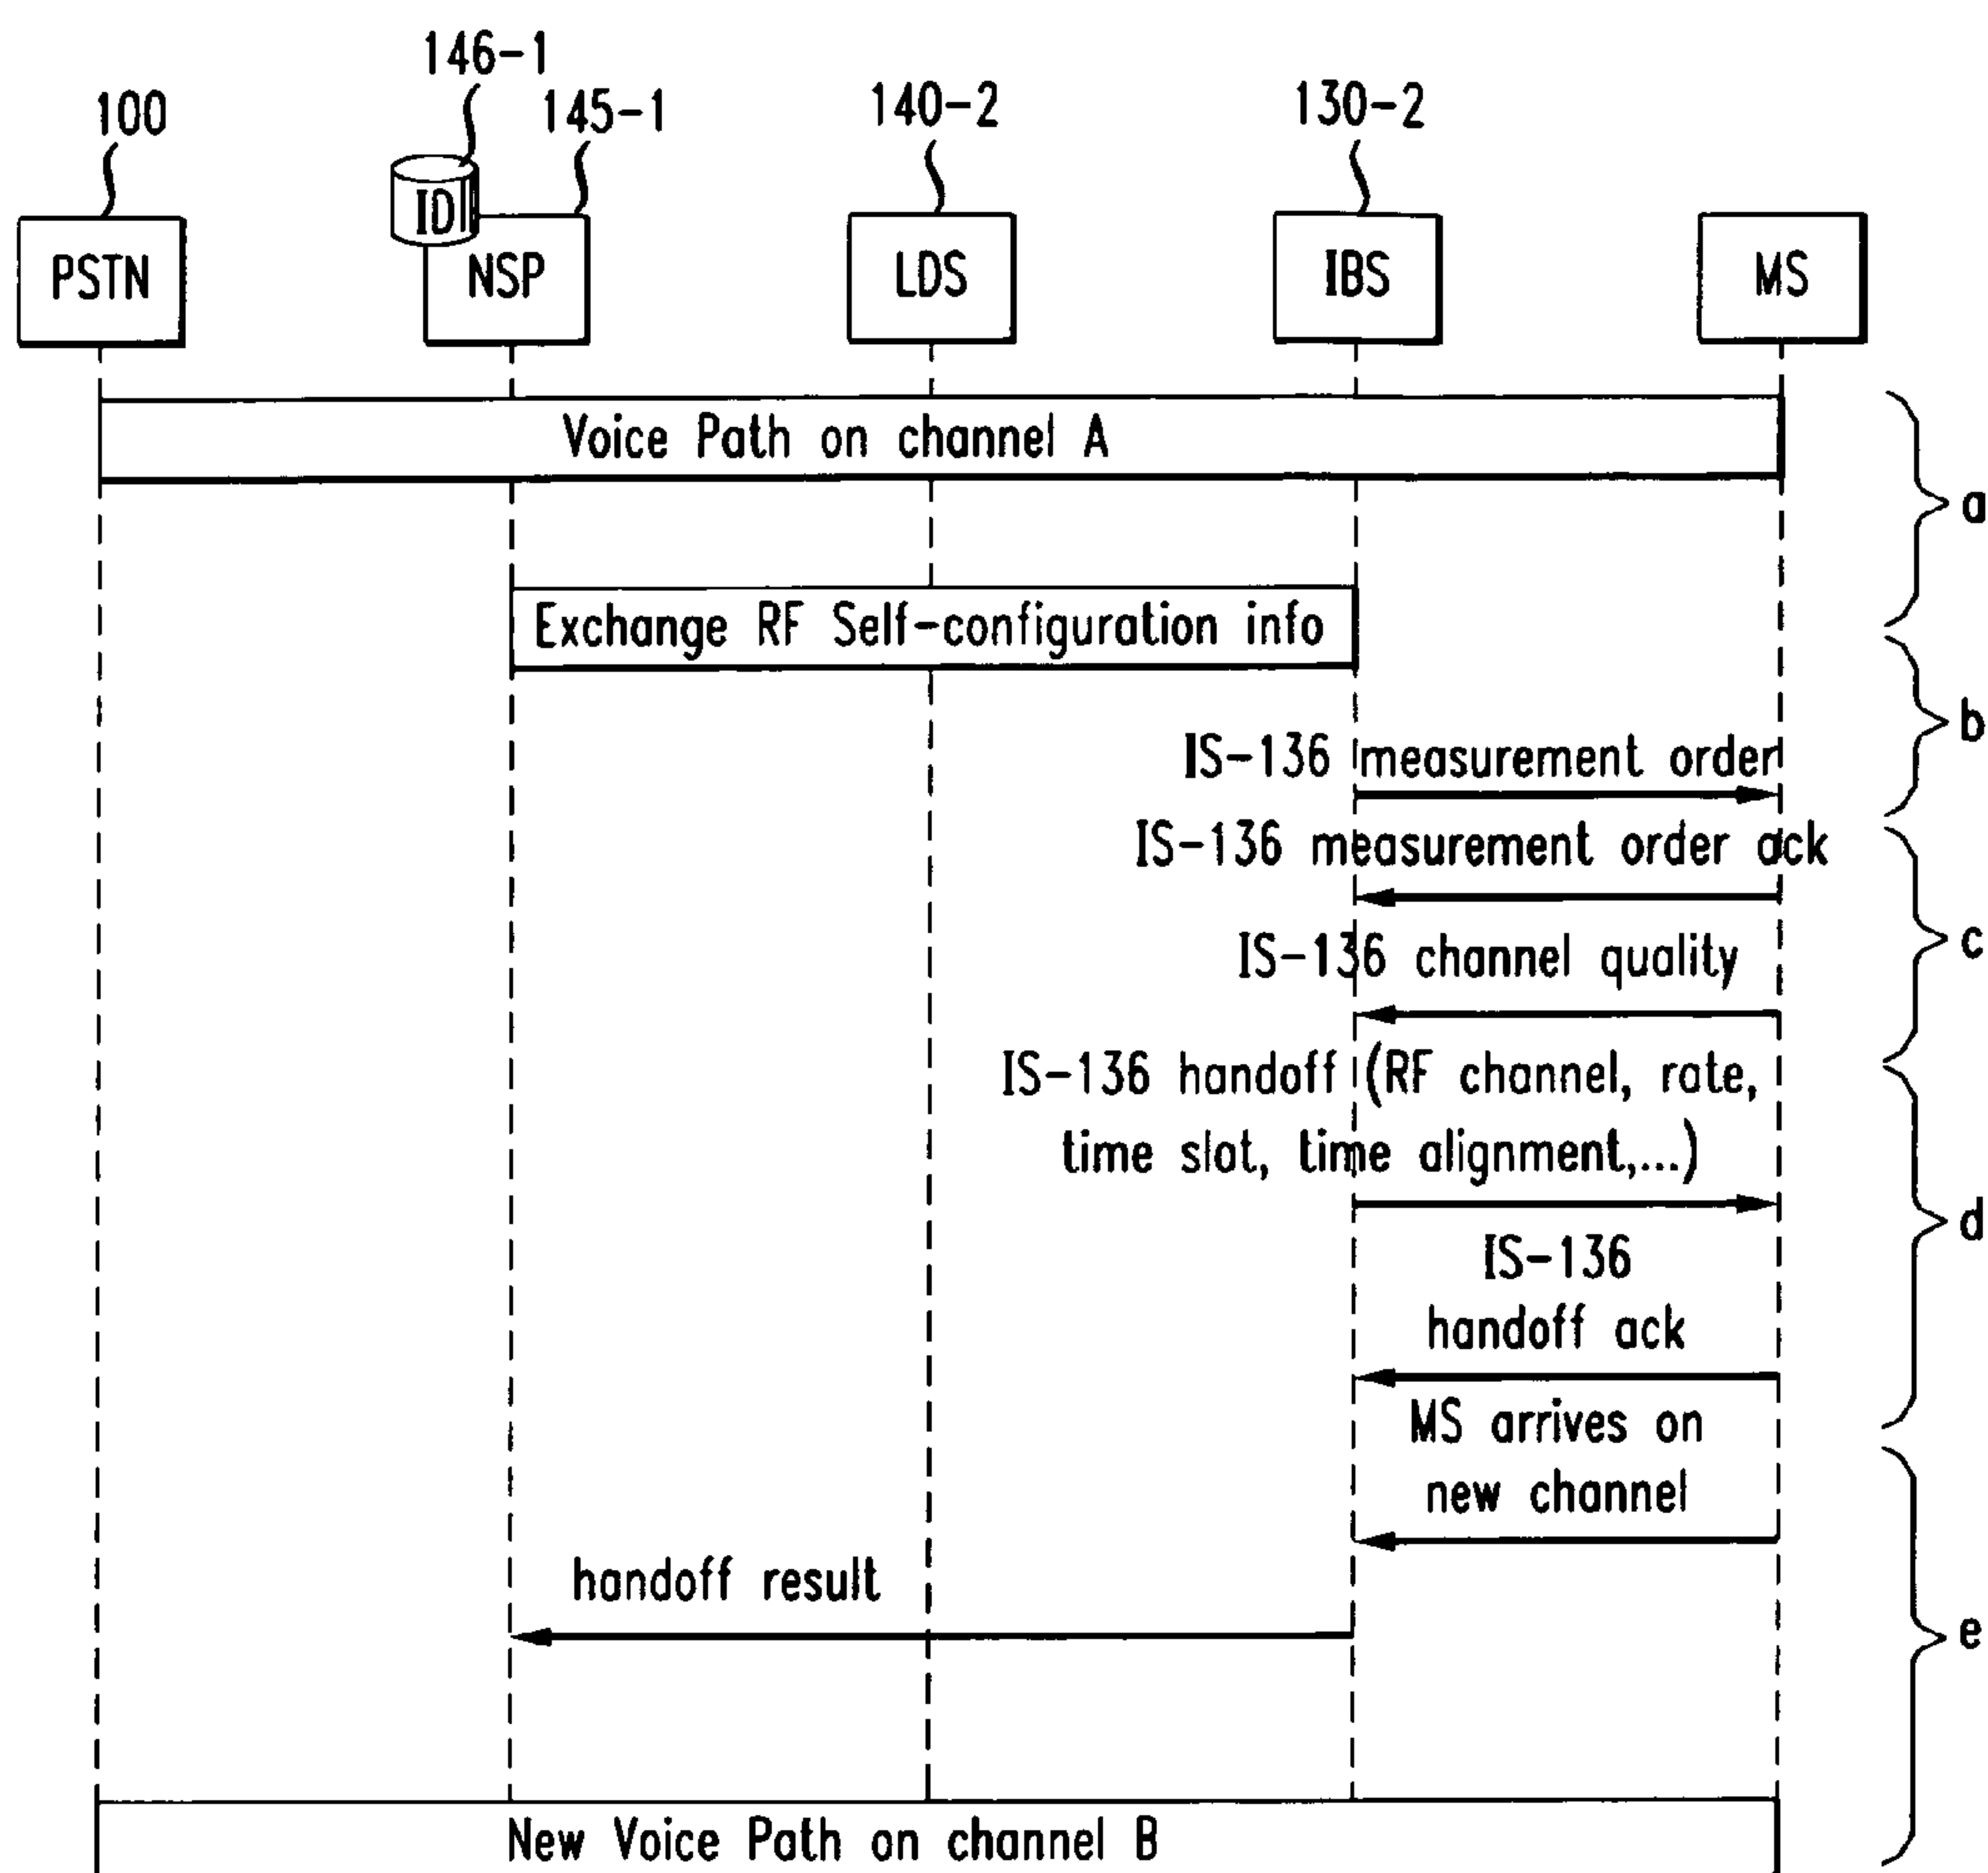 146-1
100
145-1
140-2
130-2
ID
PSTN
NSP
LDS
IBS
MS
Voice Path on channel A
a
Exchange RF Self-configuration info
b
IS-136 measurement order
IS-136 measurement order ack
c
IS-136 channel quality
IS-136 handoff (RF channel, rate,
time slot, time alignment,...)
d
IS-136
handoff ack
MS arrives on
new channel
handoff result
e
New Voice Path on channel B